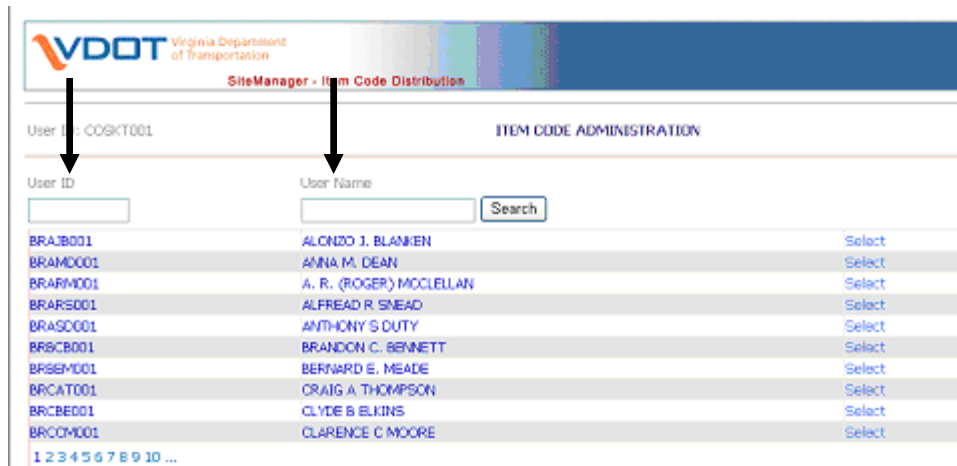 VDOT Virginia Department
of Transportation
SiteManager - Item Code Distribution
User ID: COSKT001 ITEM CODE ADMINISTRATION
User ID User Name
Search
BRAJB001 ALONZO J. BLANKEN Select
BRAMD001 ANNA M. DEAN Select
BRARM001 A. R. (ROGER) MCCLELLAN Select
BRARS001 ALFREAD R SNEAD Select
BRASD001 ANTHONY S DUTY Select
BRBCB001 BRANDON C. BENNETT Select
BRBEM001 BERNARD E. MEADE Select
BRCAT001 CRAIG A THOMPSON Select
BRCBE001 CLYDE B ELKINS Select
BRCCM001 CLARENCE C MOORE Select
1 2 3 4 5 6 7 8 9 10 ...